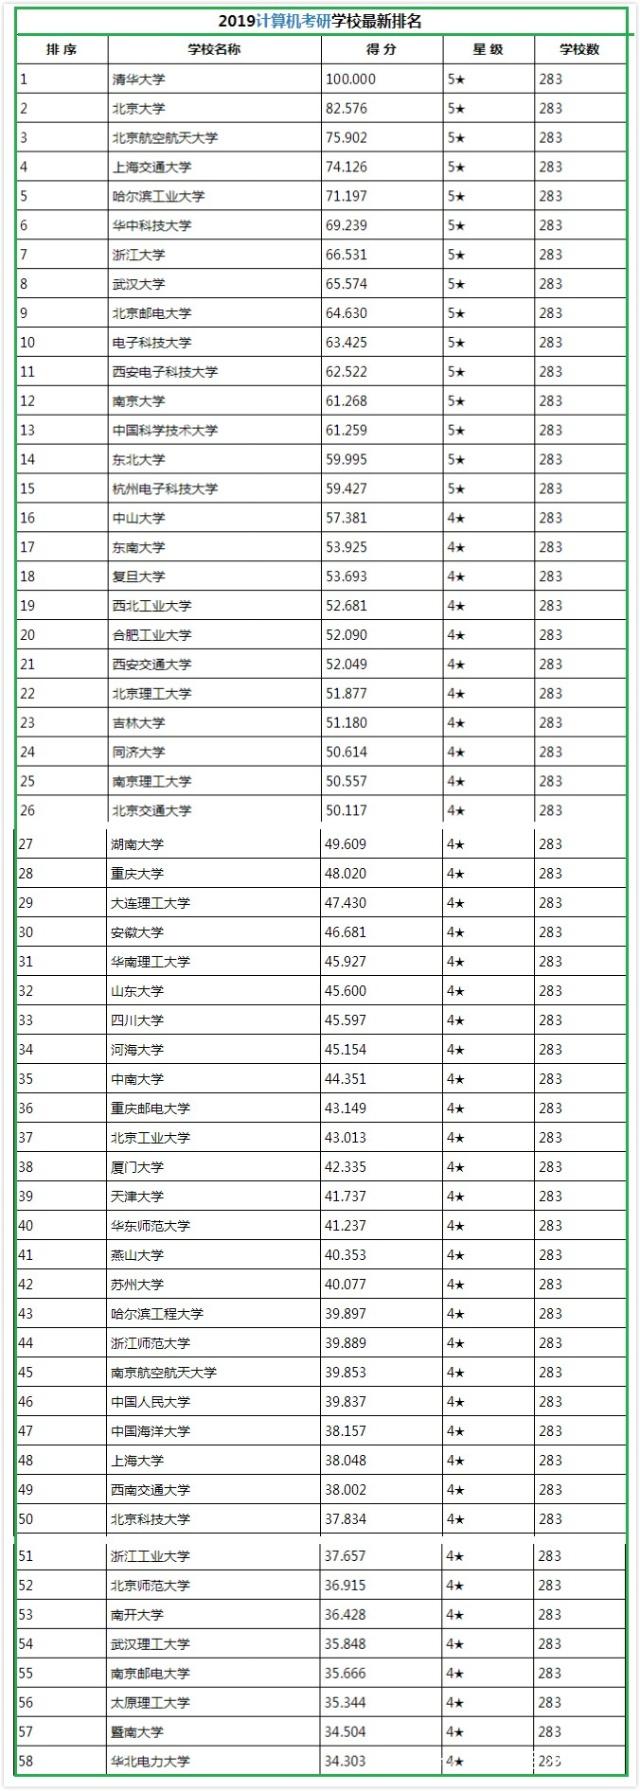 2019计算机考研学校最新排名
排 序 学校名称 得 分 星 级 学校数
1 清华大学 100.000 5★ 283
2 北京大学 82.576 5★ 283
3 北京航空航天大学 75.902 5★ 283
4 上海交通大学 74.126 5★ 283
5 哈尔滨工业大学 71.197 5★ 283
6 华中科技大学 69.239 5★ 283
7 浙江大学 66.531 5★ 283
8 武汉大学 65.574 5★ 283
9 北京邮电大学 64.630 5★ 283
10 电子科技大学 63.425 5★ 283
11 西安电子科技大学 62.522 5★ 283
12 南京大学 61.268 5★ 283
13 中国科学技术大学 61.259 5★ 283
14 东北大学 59.995 5★ 283
15 杭州电子科技大学 59.427 5★ 283
16 中山大学 57.381 4★ 283
17 东南大学 53.925 4★ 283
18 复旦大学 53.693 4★ 283
19 西北工业大学 52.681 4★ 283
20 合肥工业大学 52.090 4★ 283
21 西安交通大学 52.049 4★ 283
22 北京理工大学 51.877 4★ 283
23 吉林大学 51.180 4★ 283
24 同济大学 50.614 4★ 283
25 南京理工大学 50.557 4★ 283
26 北京交通大学 50.117 4★ 283
27 湖南大学 49.609 4★ 283
28 重庆大学 48.020 4★ 283
29 大连理工大学 47.430 4★ 283
30 安徽大学 46.681 4★ 283
31 华南理工大学 45.927 4★ 283
32 山东大学 45.600 4★ 283
33 四川大学 45.597 4★ 283
34 河海大学 45.154 4★ 283
35 中南大学 44.351 4★ 283
36 重庆邮电大学 43.149 4★ 283
37 北京工业大学 43.013 4★ 283
38 厦门大学 42.335 4★ 283
39 天津大学 41.737 4★ 283
40 华东师范大学 41.237 4★ 283
41 燕山大学 40.353 4★ 283
42 苏州大学 40.077 4★ 283
43 哈尔滨工程大学 39.897 4★ 283
44 浙江师范大学 39.889 4★ 283
45 南京航空航天大学 39.853 4★ 283
46 中国人民大学 39.837 4★ 283
47 中国海洋大学 38.157 4★ 283
48 上海大学 38.048 4★ 283
49 西南交通大学 38.002 4★ 283
50 北京科技大学 37.834 4★ 283
51 浙江工业大学 37.657 4★ 283
52 北京师范大学 36.915 4★ 283
53 南开大学 36.428 4★ 283
54 武汉理工大学 35.848 4★ 283
55 南京邮电大学 35.666 4★ 283
56 太原理工大学 35.344 4★ 283
57 暨南大学 34.504 4★ 283
58 华北电力大学 34.303 4★ 283